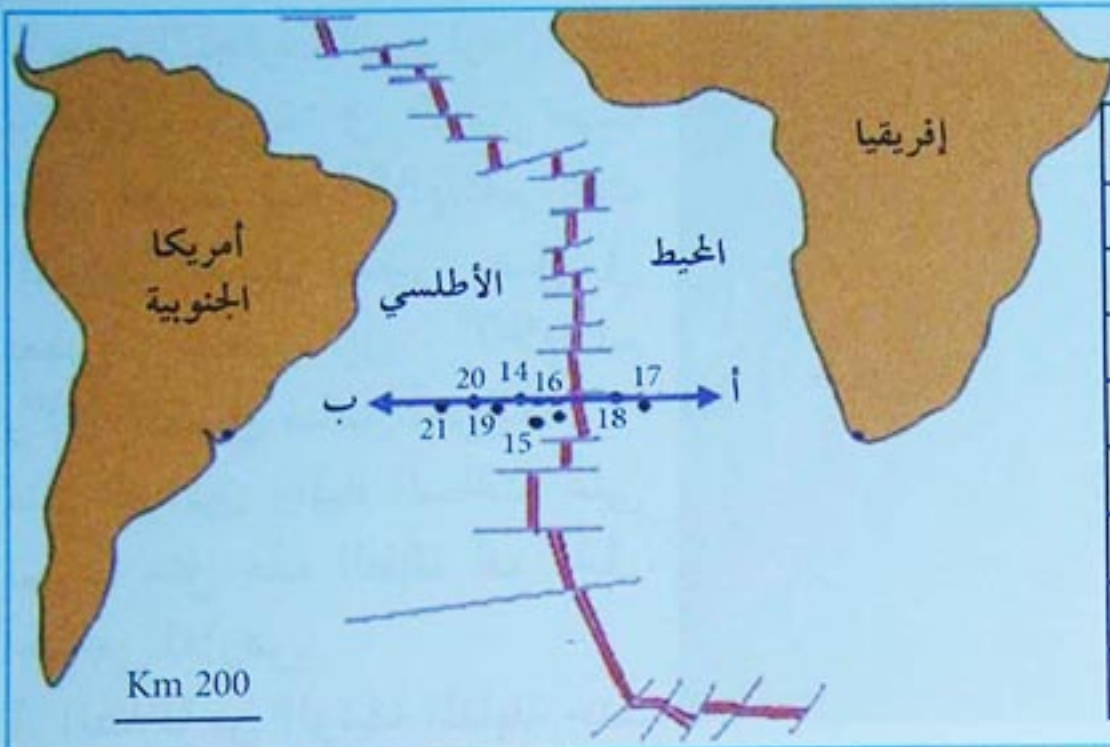 إفريقيا
أمريكا
الجنوبية
المحيط
الأطلسي
أ
ب
17
16
14
20
18
15
19
21
Km 200